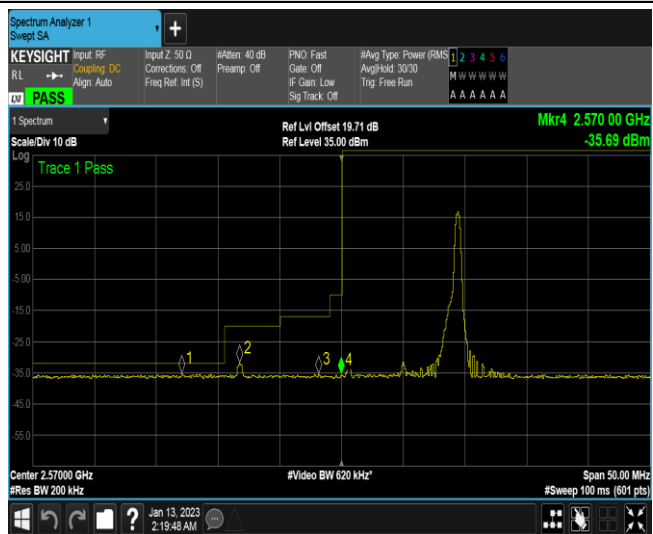 Spectrum Analyzer 1
Swept SA
+
KEYSIGHT
RL
LXI PASS
Input: RF
Coupling: DC
Align: Auto
Input Z: 50 Ω
Corrections: Off
Freq Ref: Int (S)
#Atten: 40 dB
Preamp: Off
PNO: Fast
Gate: Off
IF Gain: Low
Sig Track: Off
#Avg Type: Power (RMS
Avg|Hold: 30/30
Trig: Free Run
1 2 3 4 5 6
M W W W W W
A A A A A A
1 Spectrum
Scale/Div 10 dB
Ref Lvl Offset 19.71 dB
Ref Level 35.00 dBm
Mkr4 2.570 00 GHz
-35.69 dBm
Log
Trace 1 Pass
25.0
15.0
5.00
-5.00
-15.0
-25.0
-35.0
-45.0
-55.0
1
2
3
4
Center 2.57000 GHz
#Res BW 200 kHz
#Video BW 620 kHz*
Span 50.00 MHz
#Sweep 100 ms (601 pts)
?
Jan 13, 2023
2:19:48 AM